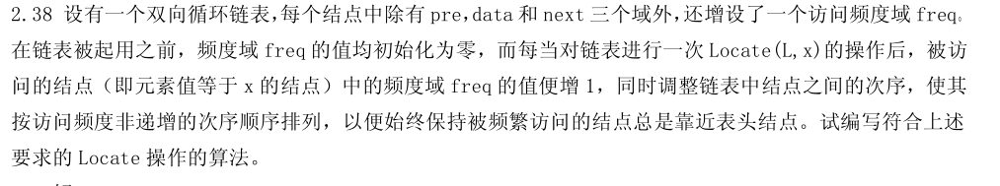 2.38 设有一个双向循环链表,每个结点中除有 pre,data 和 next 三个域外,还增设了一个访问频度域 freq。
在链表被起用之前，频度域 freq 的值均初始化为零，而每当对链表进行一次 Locate(L,x)的操作后，被访
问的结点（即元素值等于 x 的结点）中的频度域 freq 的值便增 1，同时调整链表中结点之间的次序，使其
按访问频度非递增的次序顺序排列，以便始终保持被频繁访问的结点总是靠近表头结点。试编写符合上述
要求的 Locate 操作的算法。